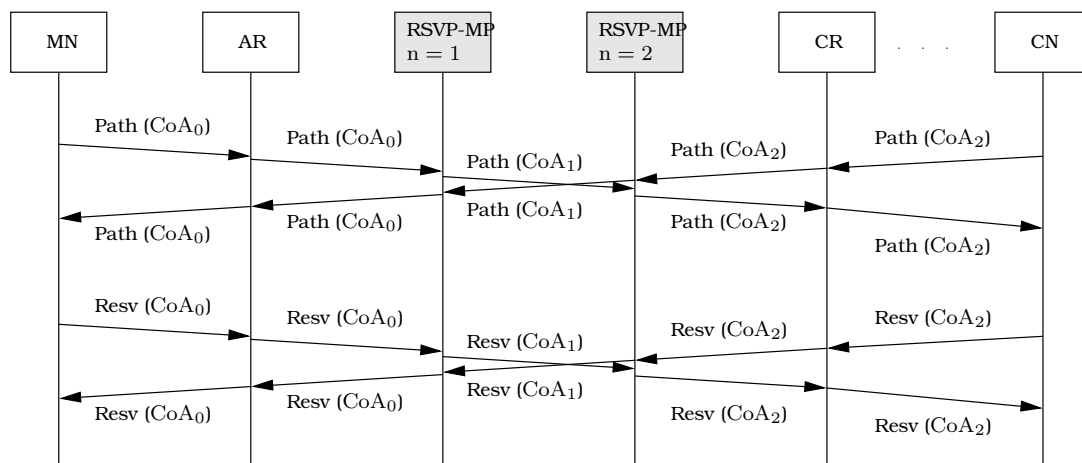 MN
AR
RSVP-MP
n = 1
RSVP-MP
n = 2
CR
. . .
CN
Path (CoA₀)
Path (CoA₀)
Path (CoA₁)
Path (CoA₂)
Path (CoA₂)
Path (CoA₀)
Path (CoA₀)
Path (CoA₁)
Path (CoA₂)
Path (CoA₂)
Resv (CoA₀)
Resv (CoA₀)
Resv (CoA₁)
Resv (CoA₂)
Resv (CoA₂)
Resv (CoA₀)
Resv (CoA₀)
Resv (CoA₁)
Resv (CoA₂)
Resv (CoA₂)